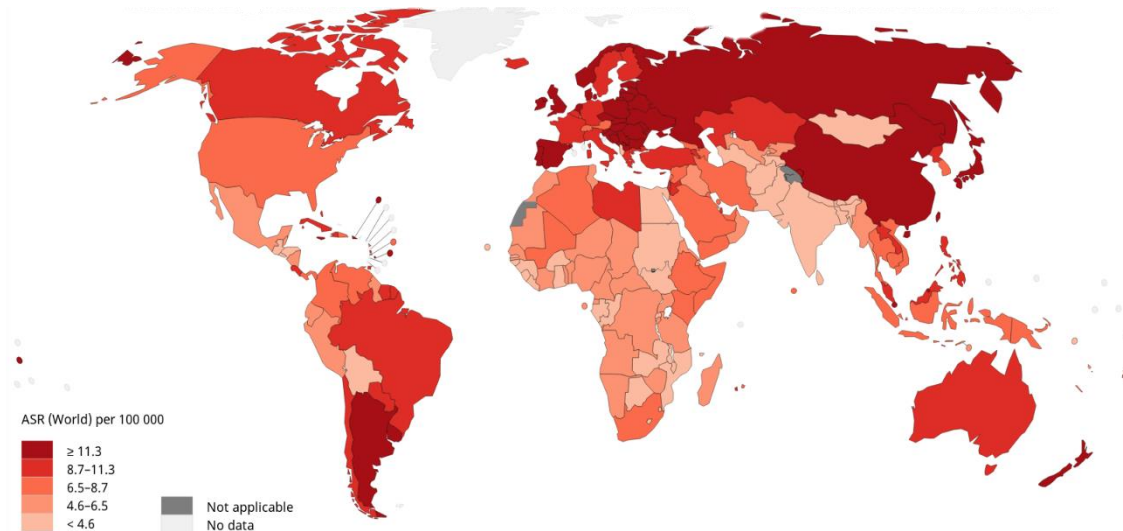 ASR (World) per 100 000
≥ 11.3
8.7–11.3
6.5–8.7
4.6–6.5
< 4.6
Not applicable
No data